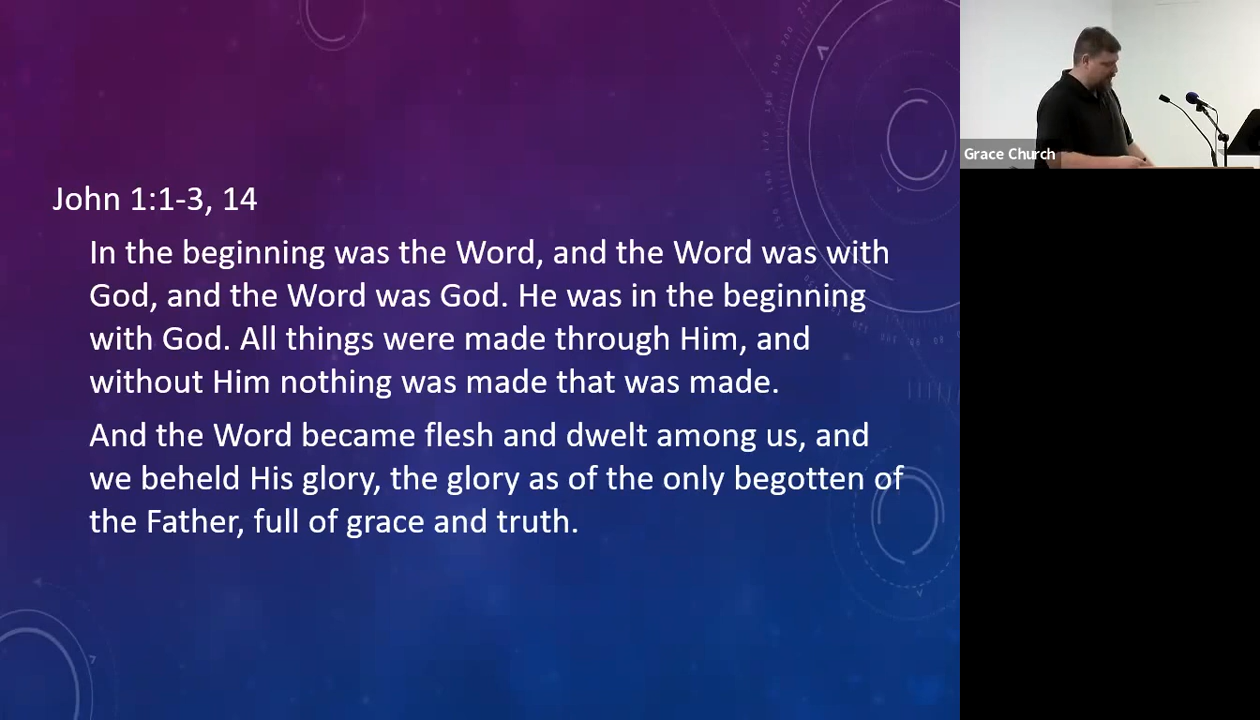 John 1:1-3, 14
In the beginning was the Word, and the Word was with
God, and the Word was God. He was in the beginning
with God. All things were made through Him, and
without Him nothing was made that was made.
And the Word became flesh and dwelt among us, and
we beheld His glory, the glory as of the only begotten of
the Father, full of grace and truth.
Grace Church